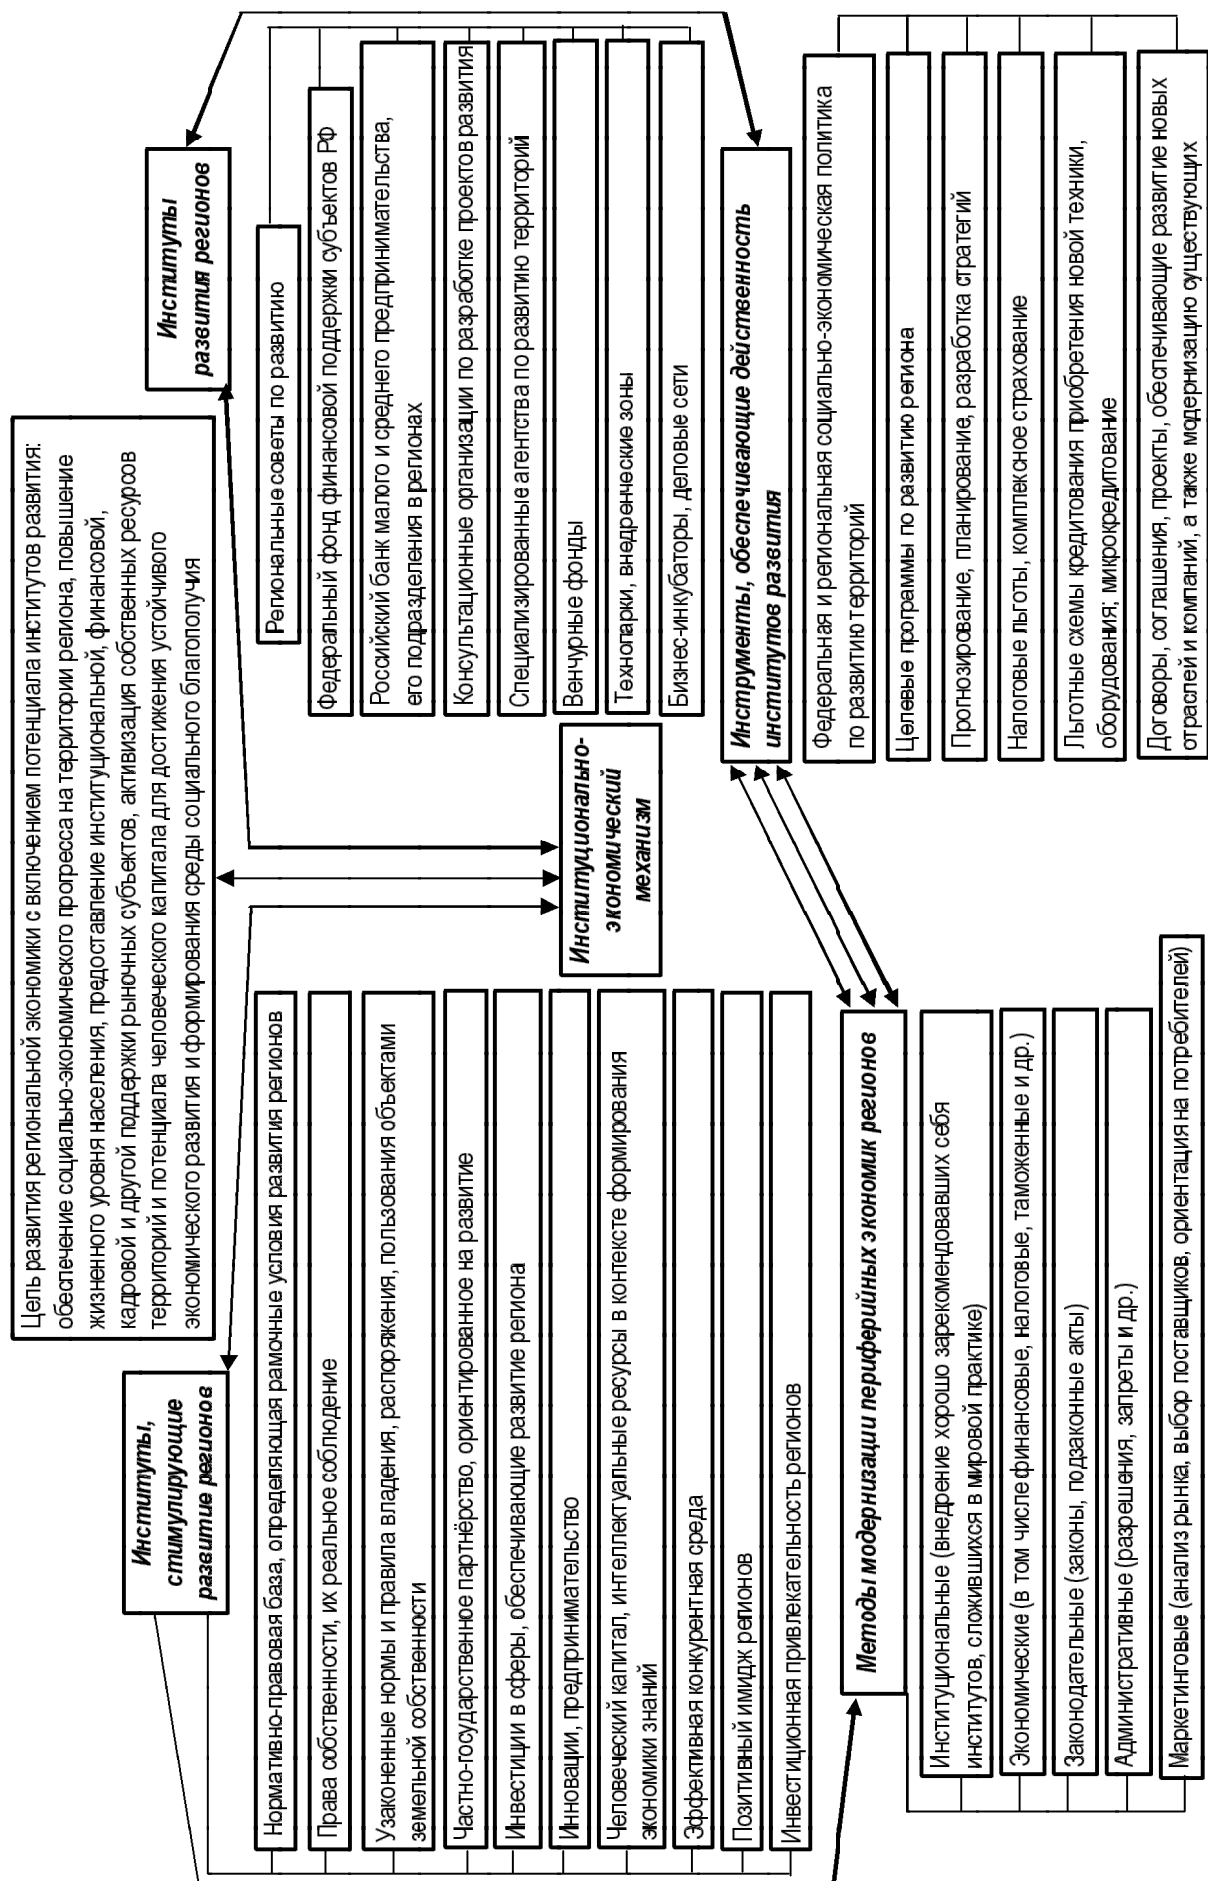 Цель развития региональной экономики с включением потенциала институтов развития:
обеспечение социально-экономического прогресса на территории региона, повышение
жизненного уровня населения, предоставление институциональной, финансовой,
кадровой и другой поддержки рыночных субъектов, активизация собственных ресурсов
территорий и потенциала человеческого капитала для достижения устойчивого
экономического развития и формирования среды социального благополучия
Институты,
стимулирующие
развитие регионов
Нормативно-правовая база, определяющая рамочные условия развития регионов
Права собственности, их реальное соблюдение
Узаконенные нормы и правила владения, распоряжения, пользования объектами
земельной собственности
Частно-государственное партнёрство, ориентированное на развитие
Инвестиции в сферы, обеспечивающие развитие региона
Инновации, предпринимательство
Человеческий капитал, интеллектуальные ресурсы в контексте формирования
экономики знаний
Эффективная конкурентная среда
Позитивный имидж регионов
Инвестиционная привлекательность регионов
Институционально-
экономический
механизм
Институты
развития регионов
Региональные советы по развитию
Федеральный фонд финансовой поддержки субъектов РФ
Российский банк малого и среднего предпринимательства,
его подразделения в регионах
Консультационные организации по разработке проектов развития
Специализированные агентства по развитию территорий
Венчурные фонды
Технопарки, внедренческие зоны
Бизнес-инкубаторы, деловые сети
Методы модернизации периферийных экономик регионов
Институциональные (внедрение хорошо зарекомендовавших себя
институтов, сложившихся в мировой практике)
Экономические (в том числе финансовые, налоговые, таможенные и др.)
Законодательные (законы, подзаконные акты)
Административные (разрешения, запреты и др.)
Маркетинговые (анализ рынка, выбор поставщиков, ориентация на потребителей)
Инструменты, обеспечивающие действенность
институтов развития
Федеральная и региональная социально-экономическая политика
по развитию территорий
Целевые программы по развитию региона
Прогнозирование, планирование, разработка стратегий
Налоговые льготы, комплексное страхование
Льготные схемы кредитования приобретения новой техники,
оборудования; микрокредитование
Договоры, соглашения, проекты, обеспечивающие развитие новых
отраслей и компаний, а также модернизацию существующих